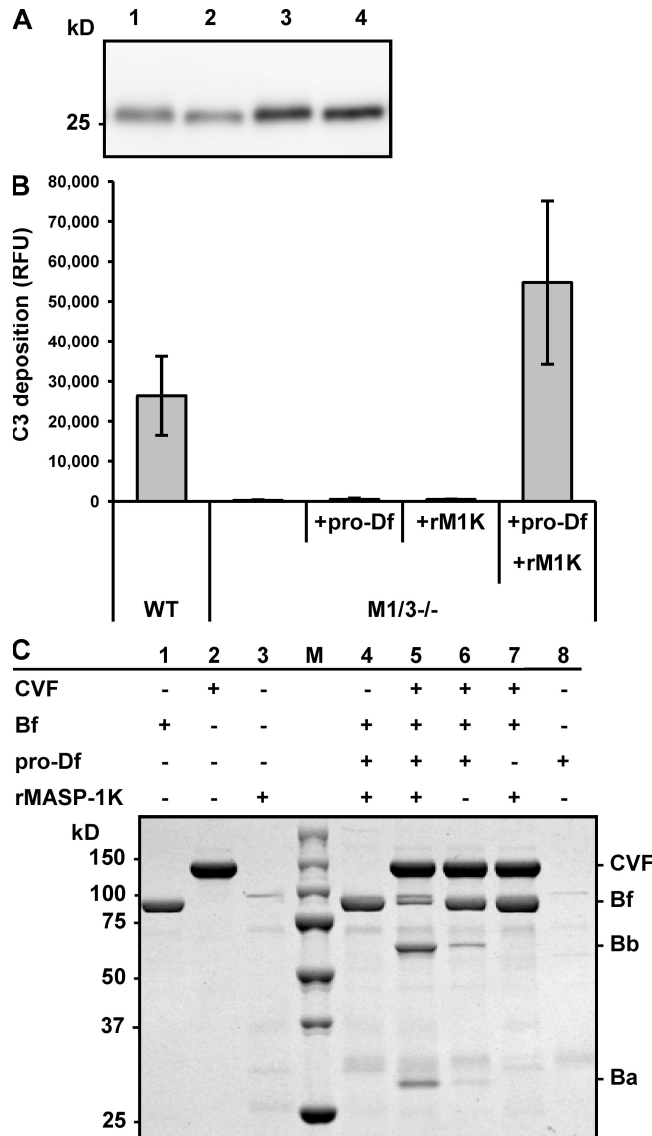 A
kD 1 2 3 4
25
B
C3 deposition (RFU)
80,000
70,000
60,000
50,000
40,000
30,000
20,000
10,000
0
+pro-Df +rM1K +pro-Df
+rM1K
WT M1/3-/-
C 1 2 3 M 4 5 6 7 8
CVF - + - - + + + -
Bf + - - + + + + -
pro-Df - - - + + + - +
rMASP-1K - - + + + - + -
kD
150
100
75
50
37
25
CVF
Bf
Bb
Ba